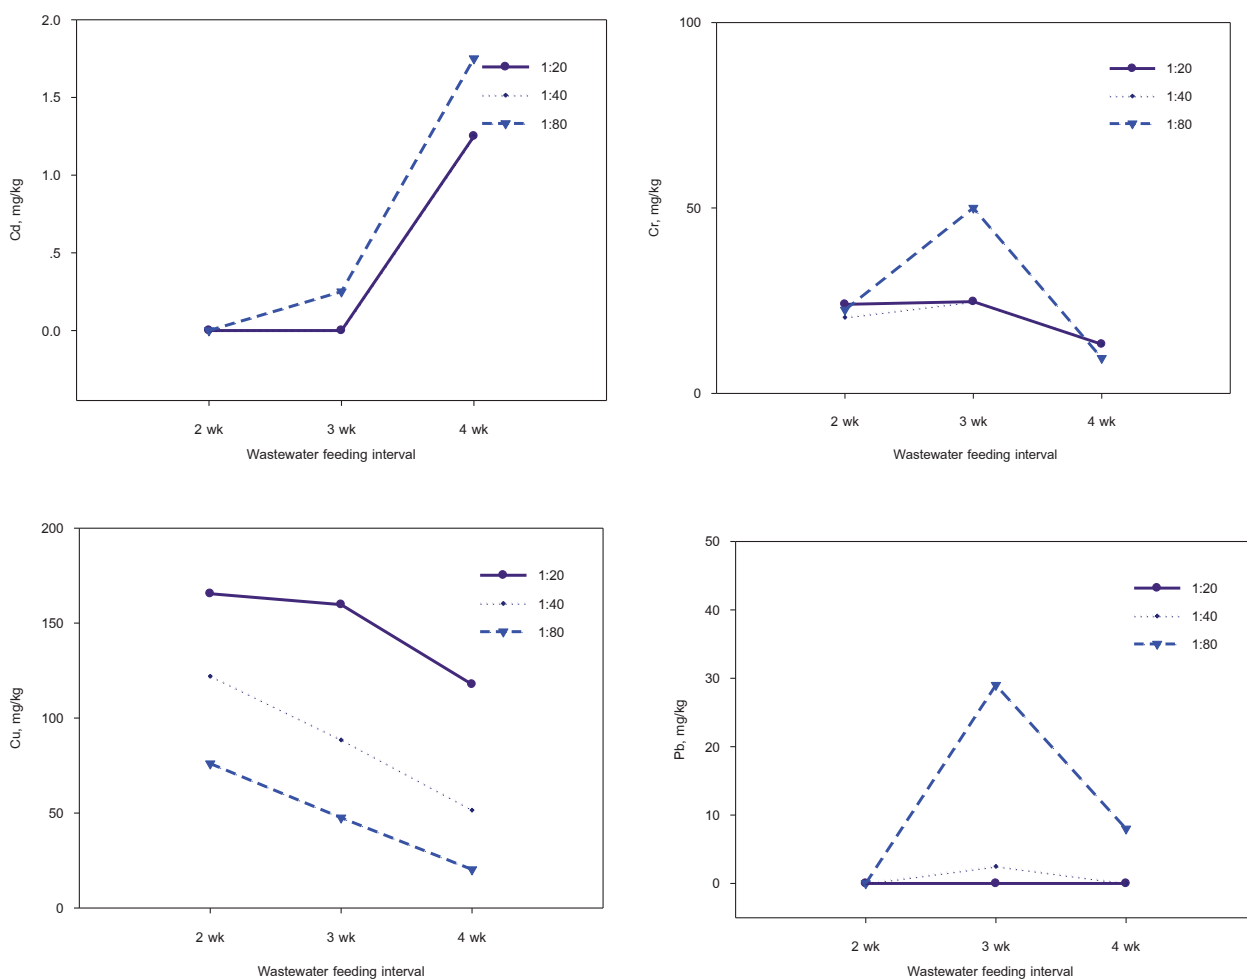 2.0
1.5
1.0
.5
0.0
Cd, mg/kg
1:20
1:40
1:80
2 wk
3 wk
4 wk
Wastewater feeding interval
100
50
0
Cr, mg/kg
1:20
1:40
1:80
2 wk
3 wk
4 wk
Wastewater feeding interval
200
150
100
50
0
Cu, mg/kg
1:20
1:40
1:80
2 wk
3 wk
4 wk
Wastewater feeding interval
50
40
30
20
10
0
Pb, mg/kg
1:20
1:40
1:80
2 wk
3 wk
4 wk
Wastewater feeding interval